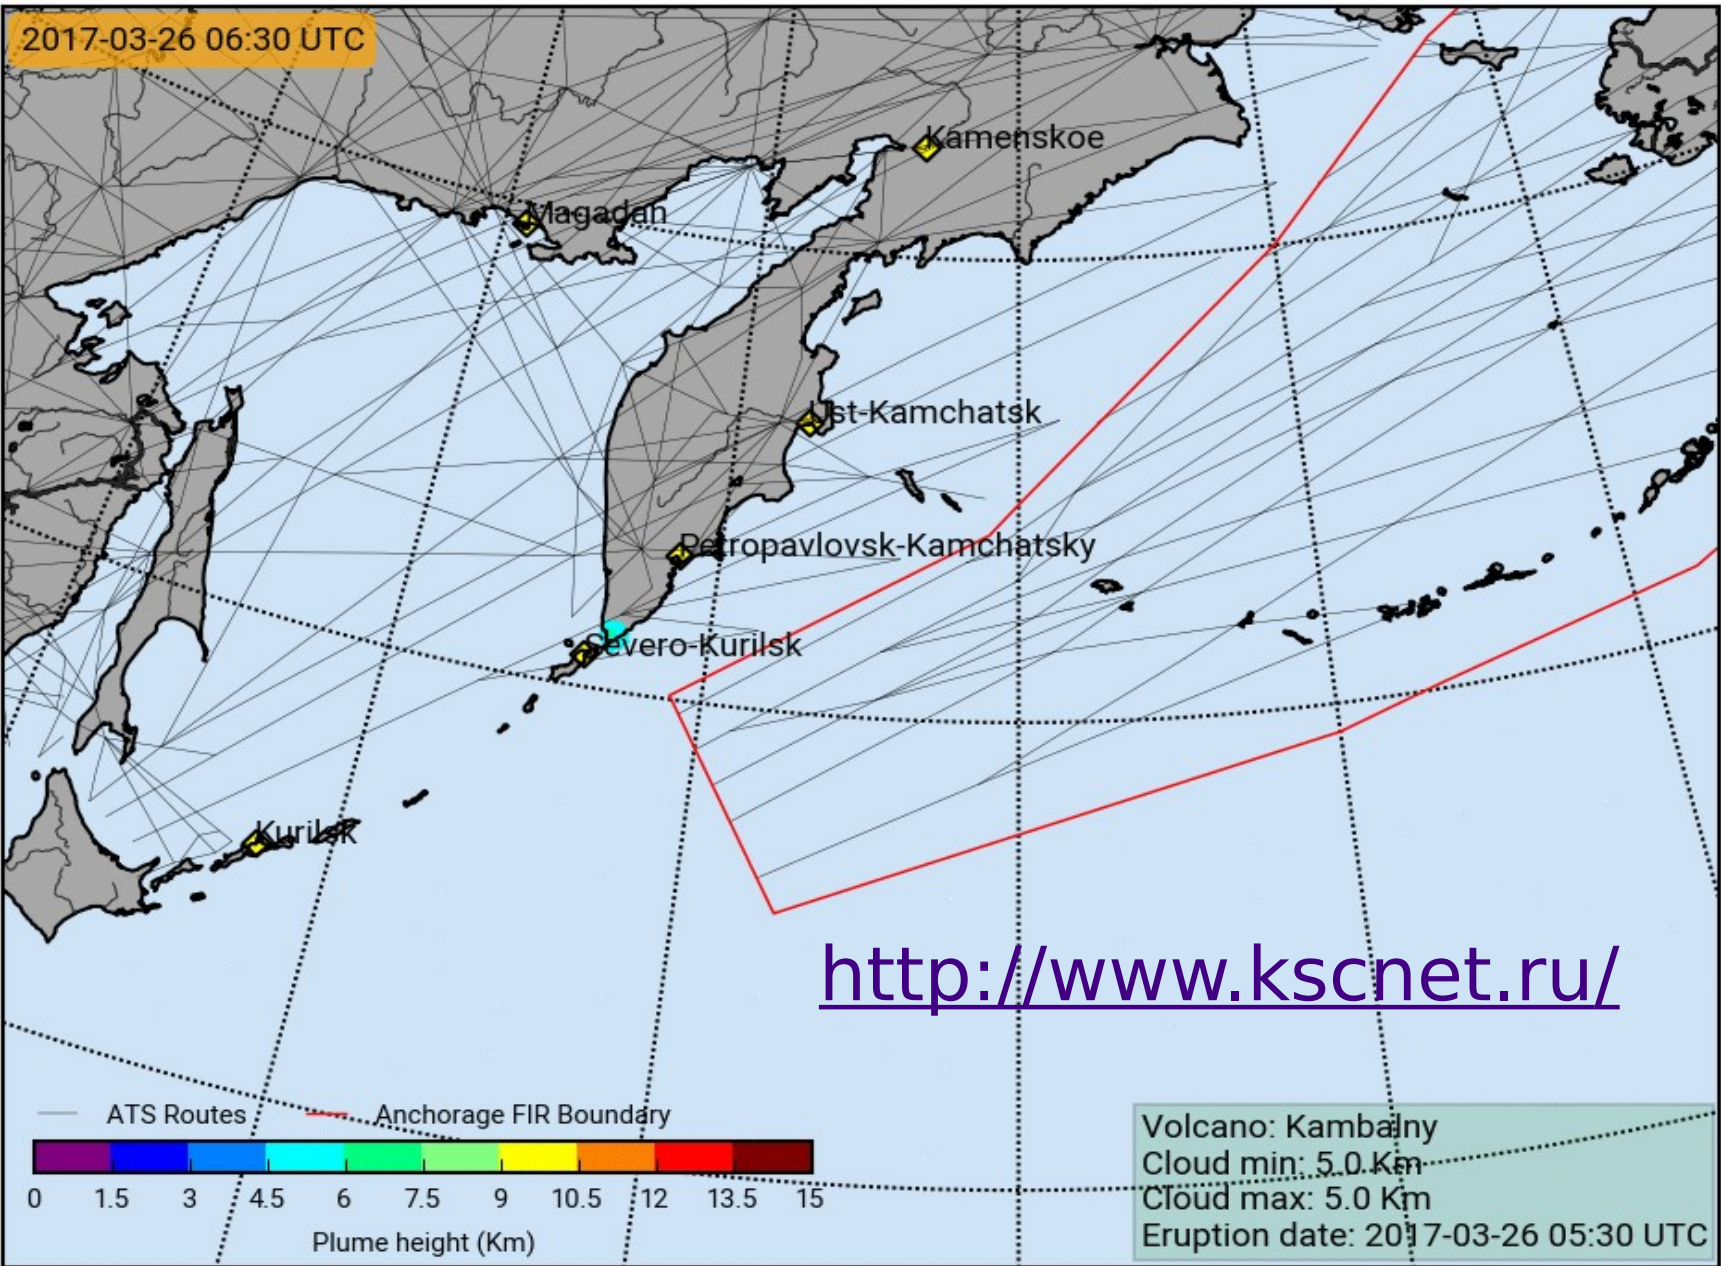 2017-03-26 06:30 UTC
Kamenskoe
Magadan
Ust-Kamchatsk
Petropavlovsk-Kamchatsky
Severo-Kurilsk
Kurilsk
http://www.kscnet.ru/
ATS Routes
Anchorage FIR Boundary
0 1.5 3 4.5 6 7.5 9 10.5 12 13.5 15
Plume height (Km)
Volcano: Kambalny
Cloud min: 5.0 Km
Cloud max: 5.0 Km
Eruption date: 2017-03-26 05:30 UTC